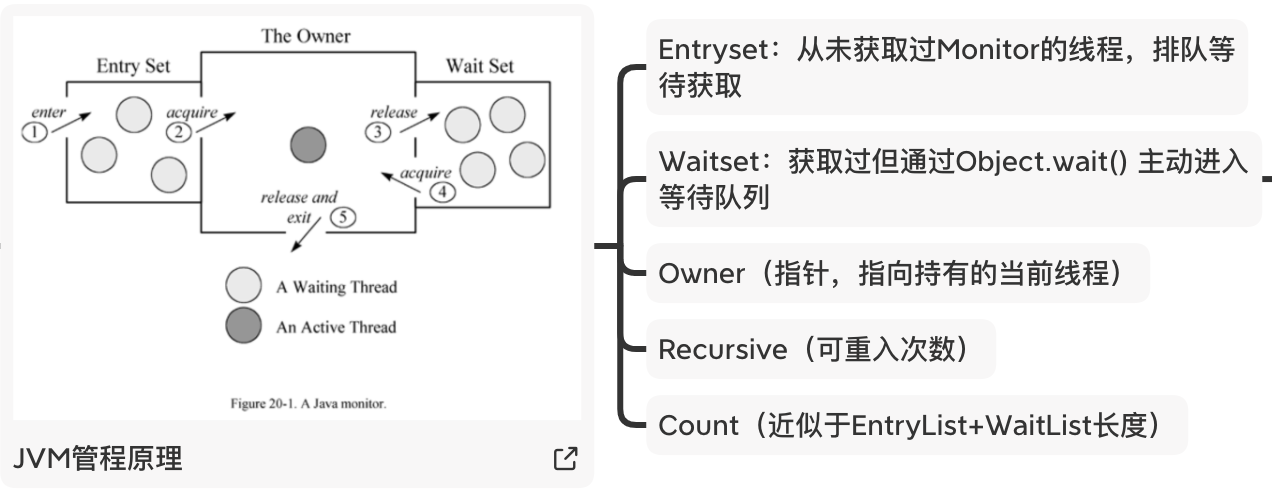 The Owner
Entry Set
Wait Set
enter
①
acquire
②
release
③
acquire
④
release and
exit
⑤
A Waiting Thread
An Active Thread
Figure 20-1. A Java monitor.
JVM管程原理
Entryset：从未获取过Monitor的线程，排队等
待获取
Waitset：获取过但通过Object.wait() 主动进入
等待队列
Owner（指针，指向持有的当前线程）
Recursive（可重入次数）
Count（近似于EntryList+WaitList长度）